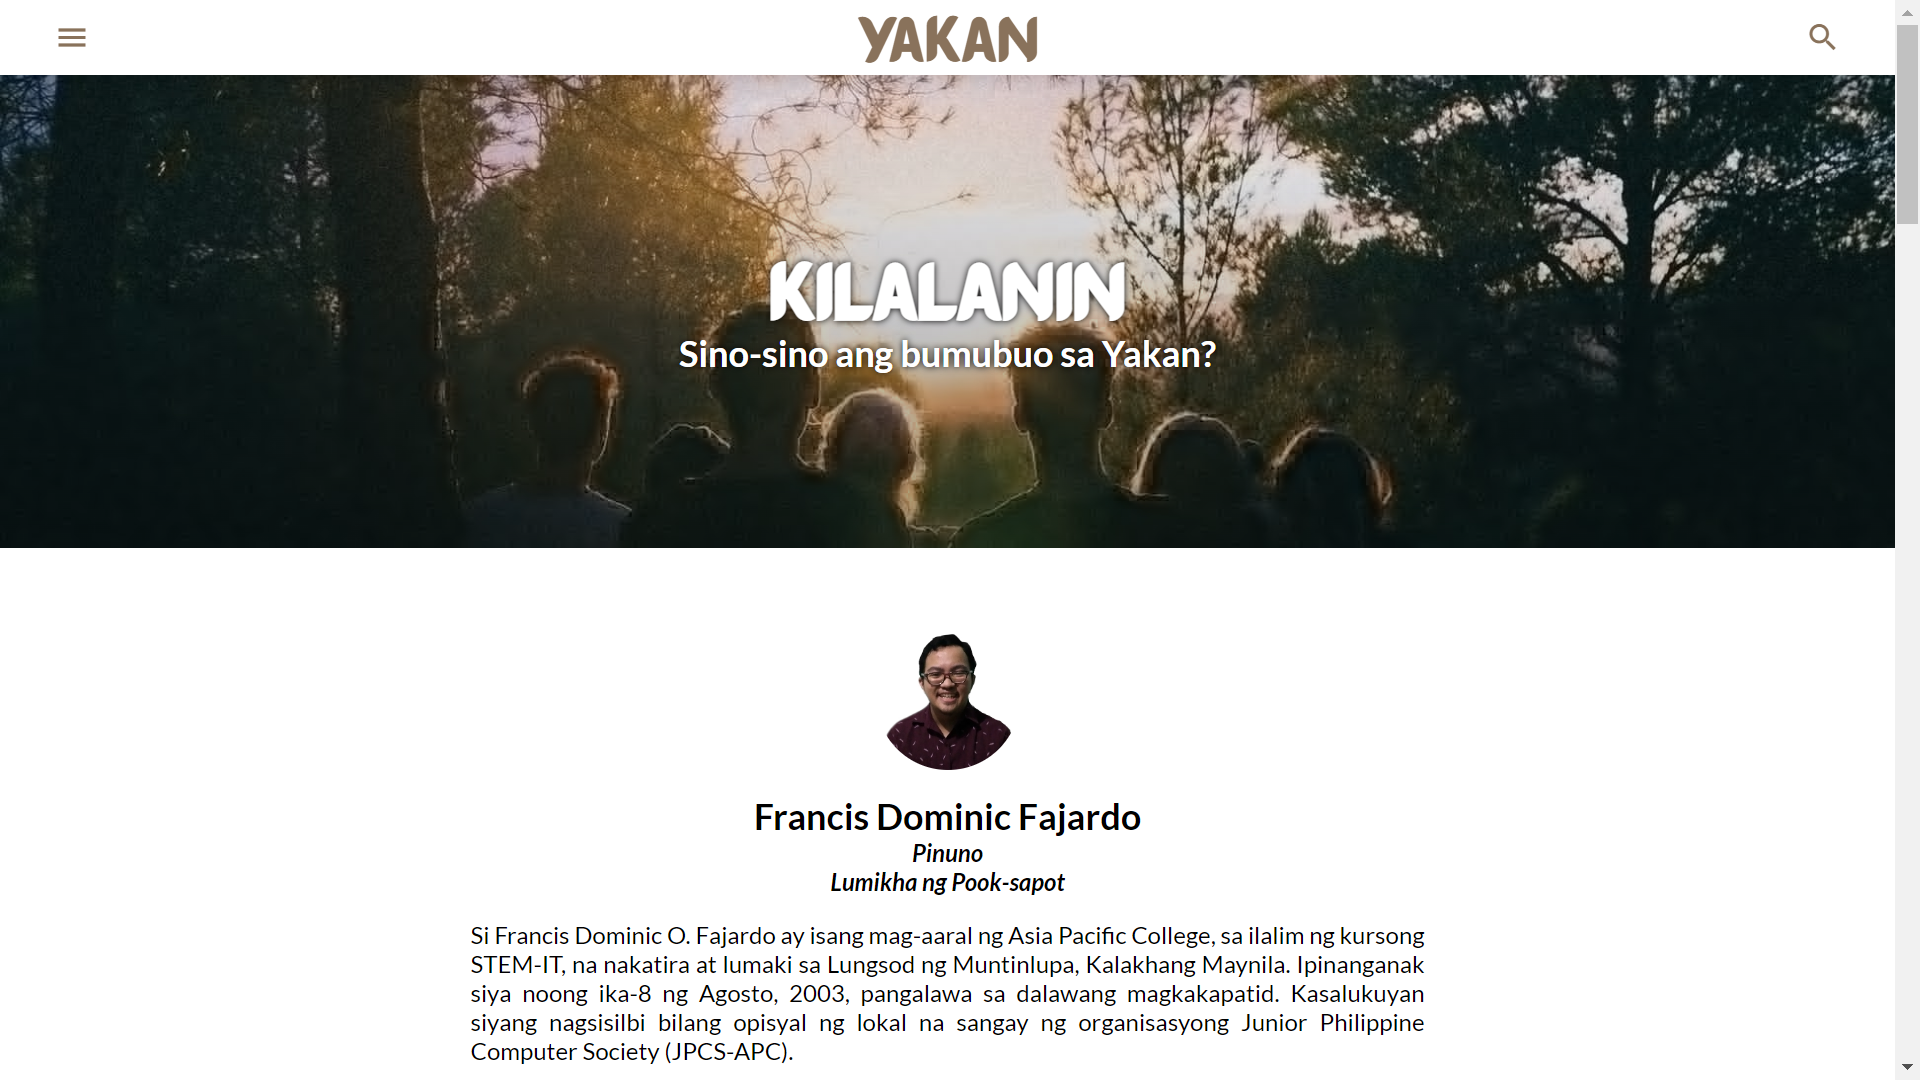 YAKAN
KILALANIN
Sino-sino ang bumubuo sa Yakan?
Francis Dominic Fajardo
Pinuno
Lumikha ng Pook-sapot
Si Francis Dominic O. Fajardo ay isang mag-aaral ng Asia Pacific College, sa ilalim ng kursong
STEM-IT, na nakatira at lumaki sa Lungsod ng Muntinlupa, Kalakhang Maynila. Ipinanganak
siya noong ika-8 ng Agosto, 2003, pangalawa sa dalawang magkakapatid. Kasalukuyan
siyang nagsisilbi bilang opisyal ng lokal na sangay ng organisasyong Junior Philippine
Computer Society (JPCS-APC).